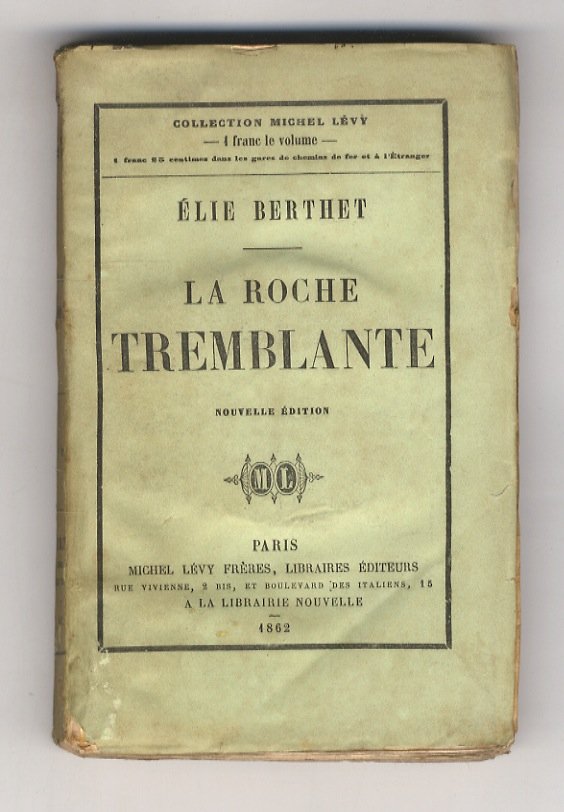 COLLECTION MICHEL LÉVY
— 1 franc le volume —
1 franc 25 centimes dans les gares de chemins de fer et à l'Étranger
ÉLIE BERTHET
LA ROCHE
TREMBLANTE
NOUVELLE ÉDITION
ML
PARIS
MICHEL LÉVY FRÈRES, LIBRAIRES ÉDITEURS
RUE VIVIENNE, 2 BIS, ET BOULEVARD DES ITALIENS, 15
A LA LIBRAIRIE NOUVELLE
1862